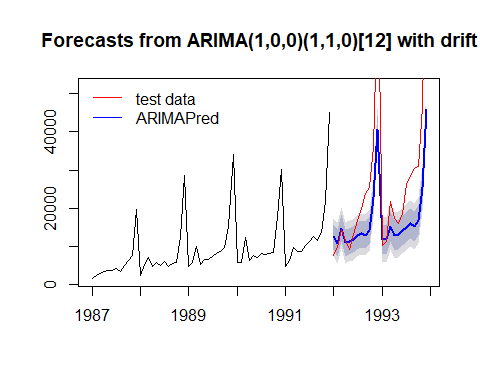 Forecasts from ARIMA(1,0,0)(1,1,0)[12] with drift
test data
ARIMAPred
40000
20000
0
1987
1989
1991
1993